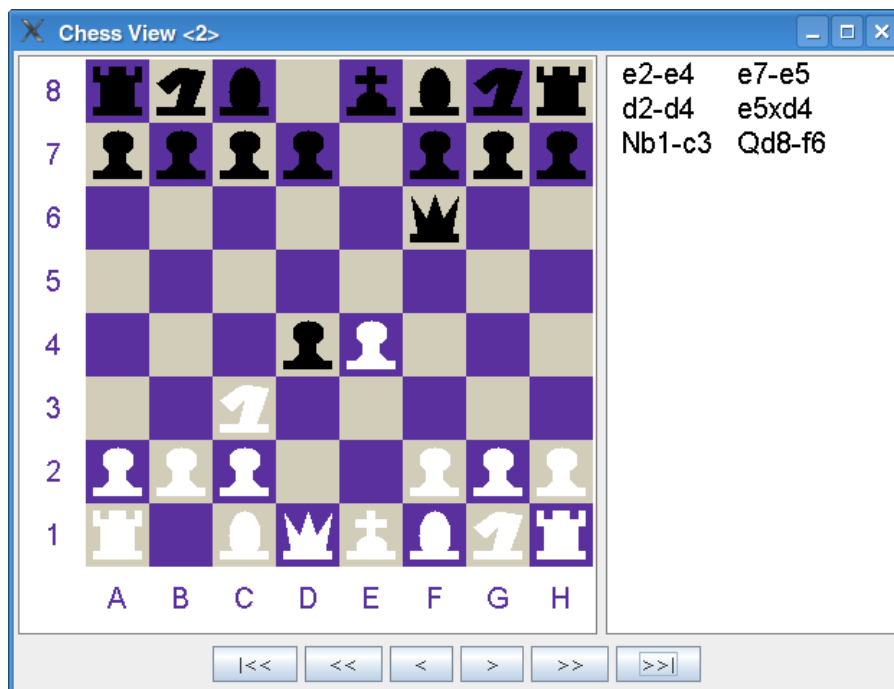 Chess View <2>
8
7
6
5
4
3
2
1
A B C D E F G H
e2-e4 e7-e5
d2-d4 e5xd4
Nb1-c3 Qd8-f6
|<< << < > >> >>|